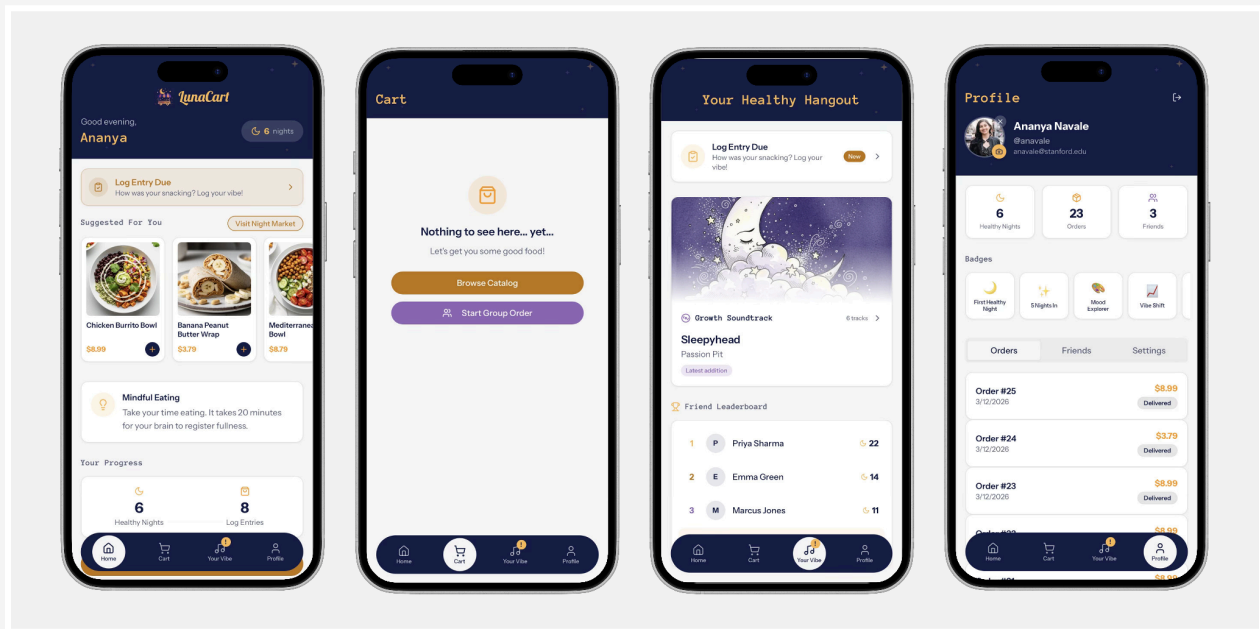 LunaCart
Good evening,
Ananya
6 nights
Log Entry Due
How was your snacking? Log your vibe!
Suggested For You
Visit Night Market
Chicken Burrito Bowl
$8.99
Banana Peanut
Butter Wrap
$3.79
Mediterranea
Bowl
$8.79
Mindful Eating
Take your time eating. It takes 20 minutes
for your brain to register fullness.
Your Progress
6
Healthy Nights
8
Log Entries
Home
Cart
Your Vibe
!
Profile
Cart
Nothing to see here... yet...
Let's get you some good food!
Browse Catalog
Start Group Order
Home
Cart
Your Vibe
!
Profile
Your Healthy Hangout
Log Entry Due
How was your snacking? Log your
vibe!
New
Growth Soundtrack
6 tracks
Sleepyhead
Passion Pit
Latest addition
Friend Leaderboard
1 P Priya Sharma 22
2 E Emma Green 14
3 M Marcus Jones 11
Home
Cart
Your Vibe
!
Profile
Profile
Ananya Navale
@anavale
anavale@stanford.edu
6
Healthy Nights
23
Orders
3
Friends
Badges
First Healthy
Night
5 Nights In
Mood
Explorer
Vibe Shift
Orders
Friends
Settings
Order #25
3/12/2026
$8.99
Delivered
Order #24
3/12/2026
$3.79
Delivered
Order #23
3/12/2026
$8.99
Delivered
$8.99
Home
Cart
Your Vibe
!
Profile
$8.99